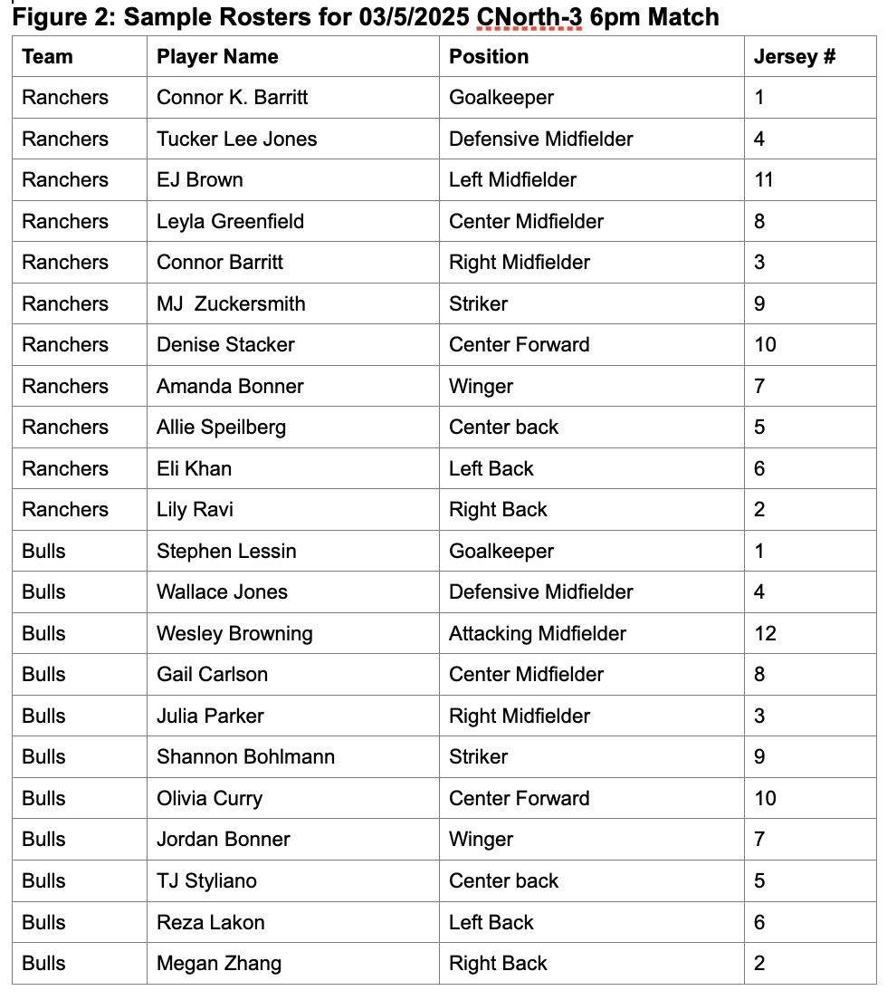 Figure 2: Sample Rosters for 03/5/2025 CNorth-3 6pm Match
Team Player Name Position Jersey #
Ranchers Connor K. Barritt Goalkeeper 1
Ranchers Tucker Lee Jones Defensive Midfielder 4
Ranchers EJ Brown Left Midfielder 11
Ranchers Leyla Greenfield Center Midfielder 8
Ranchers Connor Barritt Right Midfielder 3
Ranchers MJ  Zuckersmith Striker 9
Ranchers Denise Stacker Center Forward 10
Ranchers Amanda Bonner Winger 7
Ranchers Allie Speilberg Center back 5
Ranchers Eli Khan Left Back 6
Ranchers Lily Ravi Right Back 2
Bulls Stephen Lessin Goalkeeper 1
Bulls Wallace Jones Defensive Midfielder 4
Bulls Wesley Browning Attacking Midfielder 12
Bulls Gail Carlson Center Midfielder 8
Bulls Julia Parker Right Midfielder 3
Bulls Shannon Bohlmann Striker 9
Bulls Olivia Curry Center Forward 10
Bulls Jordan Bonner Winger 7
Bulls TJ Styliano Center back 5
Bulls Reza Lakon Left Back 6
Bulls Megan Zhang Right Back 2